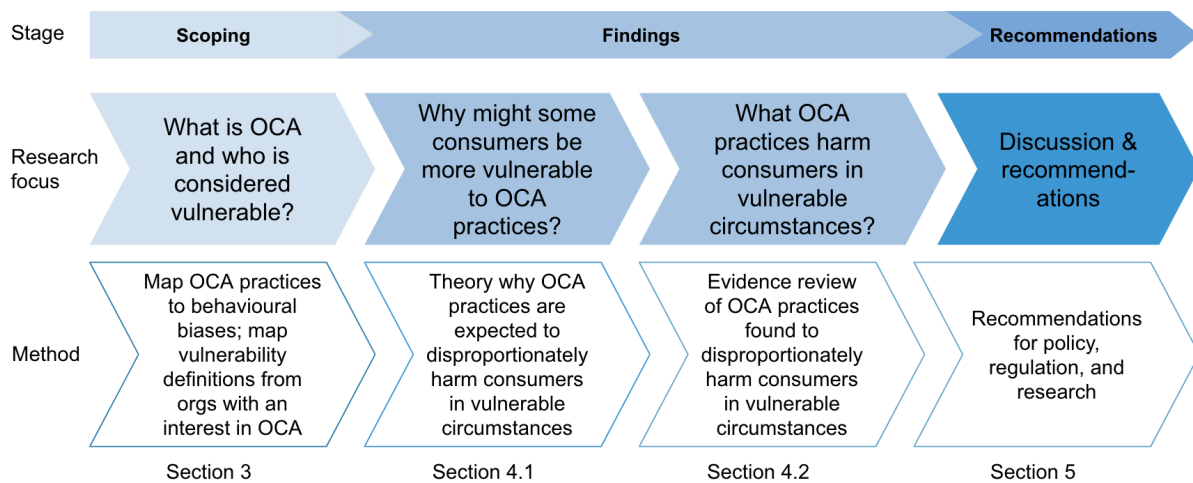 Stage
Scoping
Findings
Recommendations
Research
focus
What is OCA
and who is
considered
vulnerable?
Why might some
consumers be
more vulnerable
to OCA
practices?
What OCA
practices harm
consumers in
vulnerable
circumstances?
Discussion &
recommend-
ations
Method
Map OCA practices
to behavioural
biases; map
vulnerability
definitions from
orgs with an
interest in OCA
Theory why OCA
practices are
expected to
disproportionately
harm consumers
in vulnerable
circumstances
Evidence review
of OCA practices
found to
disproportionately
harm consumers
in vulnerable
circumstances
Recommendations
for policy,
regulation, and
research
Section 3
Section 4.1
Section 4.2
Section 5